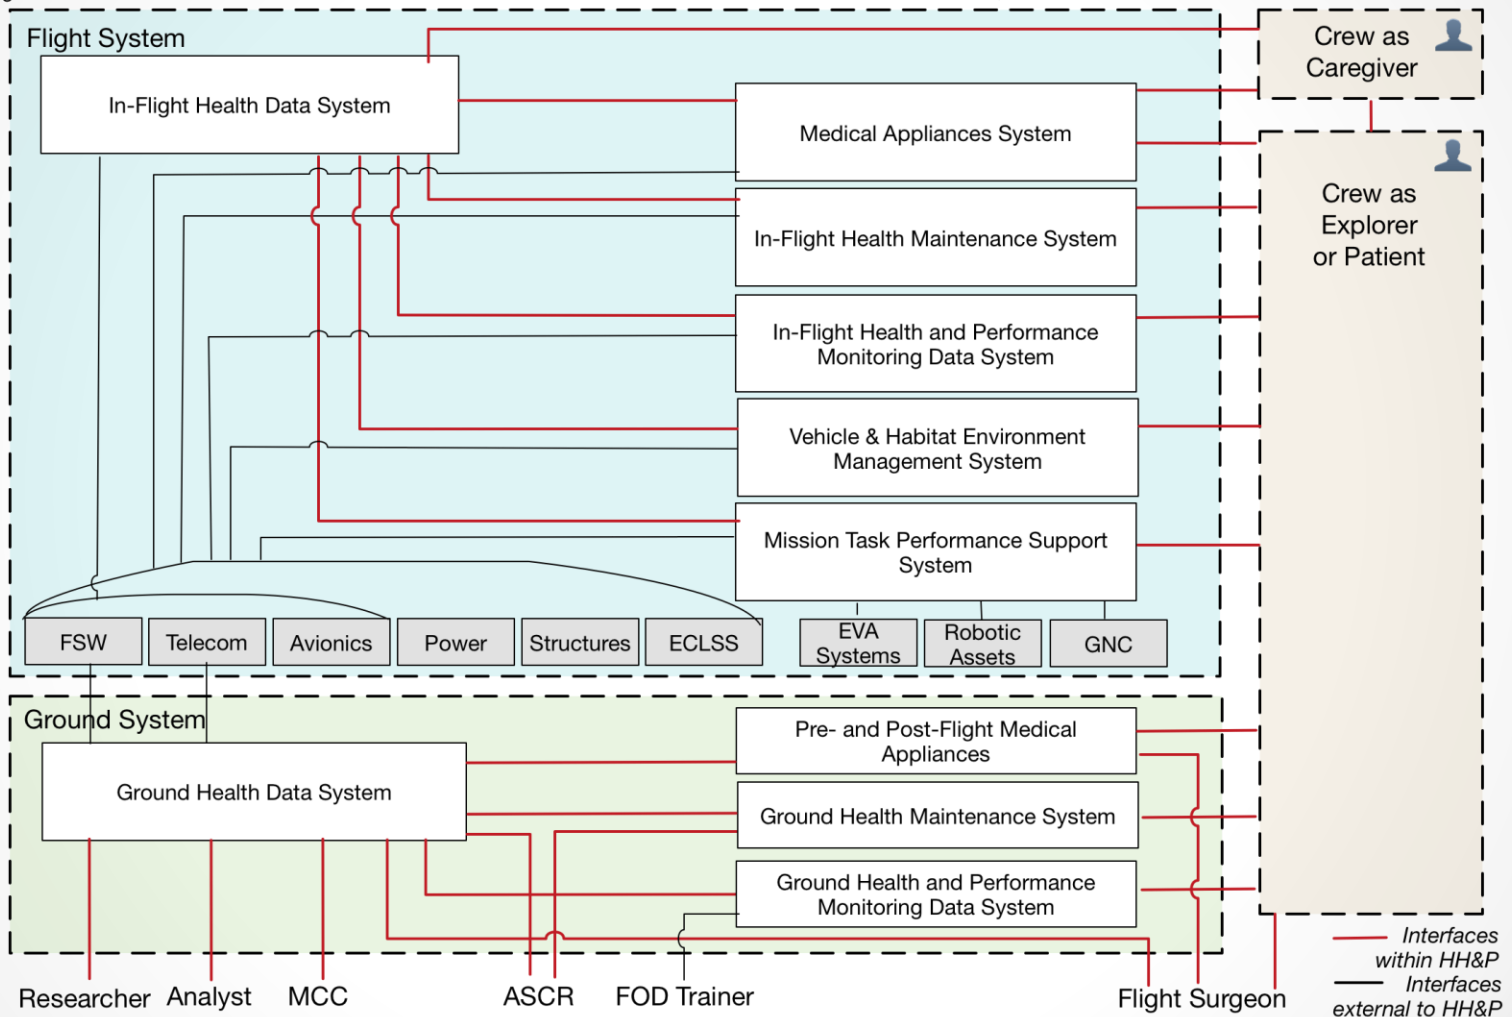 Flight System
In-Flight Health Data System
Crew as
Caregiver
Medical Appliances System
Crew as
Explorer
or Patient
In-Flight Health Maintenance System
In-Flight Health and Performance
Monitoring Data System
Vehicle & Habitat Environment
Management System
Mission Task Performance Support
System
FSW
Telecom
Avionics
Power
Structures
ECLSS
EVA
Systems
Robotic
Assets
GNC
Ground System
Ground Health Data System
Pre- and Post-Flight Medical
Appliances
Ground Health Maintenance System
Ground Health and Performance
Monitoring Data System
Researcher
Analyst
MCC
ASCR
FOD Trainer
Flight Surgeon
Interfaces
within HH&P
Interfaces
external to HH&P